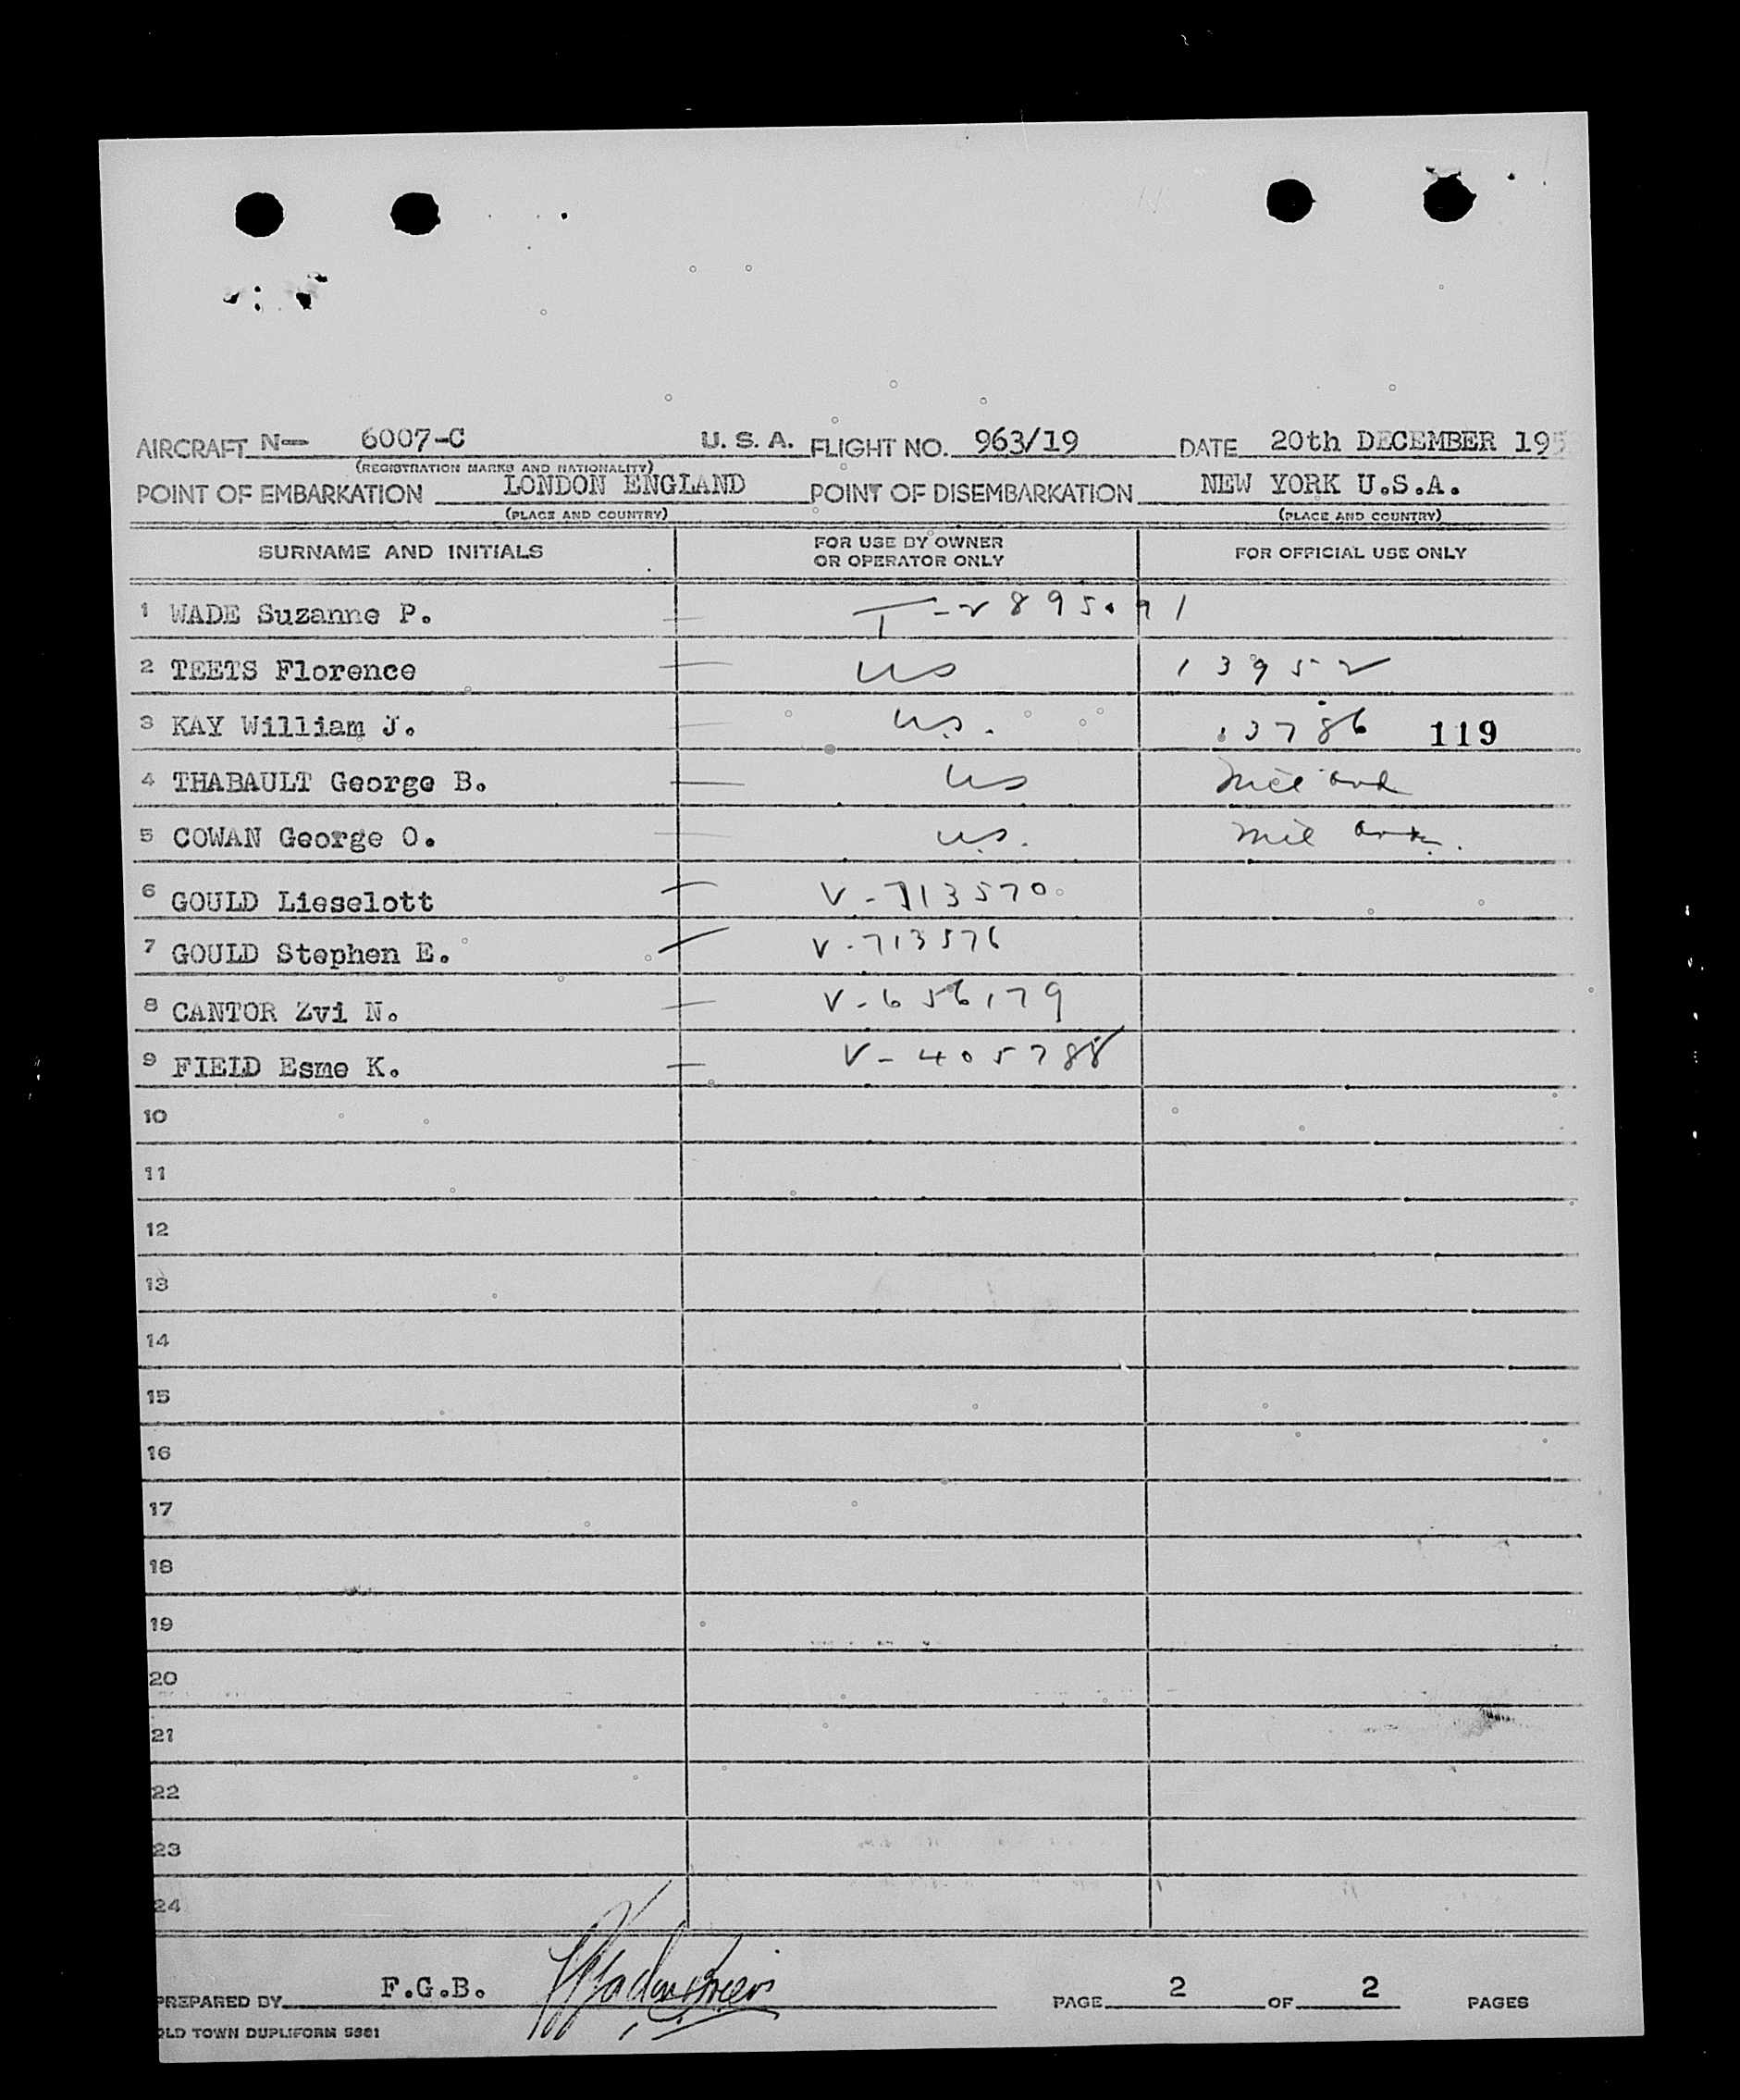 AIRCRAFT N— 6007-C U. S. A. FLIGHT NO. 963/19 DATE 20th DECEMBER 195
(REGISTRATION MARKS AND NATIONALITY)
POINT OF EMBARKATION LONDON ENGLAND POINT OF DISEMBARKATION NEW YORK U.S.A.
(PLACE AND COUNTRY) (PLACE AND COUNTRY)
SURNAME AND INITIALS FOR USE BY OWNER OR OPERATOR ONLY FOR OFFICIAL USE ONLY
1 WADE Suzanne P. — T-2895091
2 TEETS Florence — US 13952
3 KAY William J. — U.S. 13786 119
4 THABAULT George B. — US
5 COWAN George O. — U.S. Mil
6 GOULD Lieselott — V-713570
7 GOULD Stephen E. — V-713576
8 CANTOR Zvi N. — V-656179
9 FIELD Esme K. — V-405788
10
11
12
13
14
15
16
17
18
19
20
21
22
23
24
PREPARED BY F.G.B. PAGE 2 OF 2 PAGES
OLD TOWN DUPLIFORM 5381